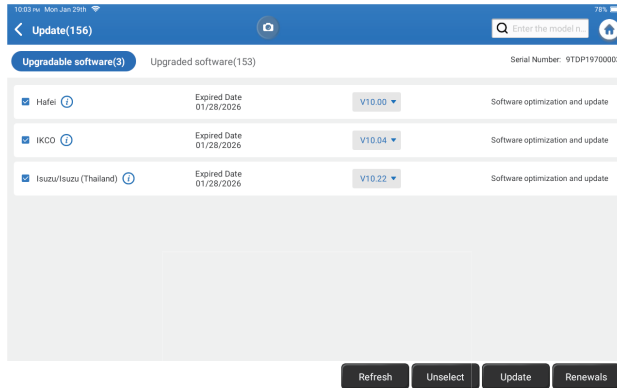 10:03 PM Mon Jan 29th 78%
Update(156)
Enter the model n...
Upgradable software(3) Upgraded software(153) Serial Number: 9TDP1970000
Hafei i Expired Date 01/28/2026 V10.00 Software optimization and update
IKCO i Expired Date 01/28/2026 V10.04 Software optimization and update
Isuzu/Isuzu (Thailand) i Expired Date 01/28/2026 V10.22 Software optimization and update
Refresh Unselect Update Renewals